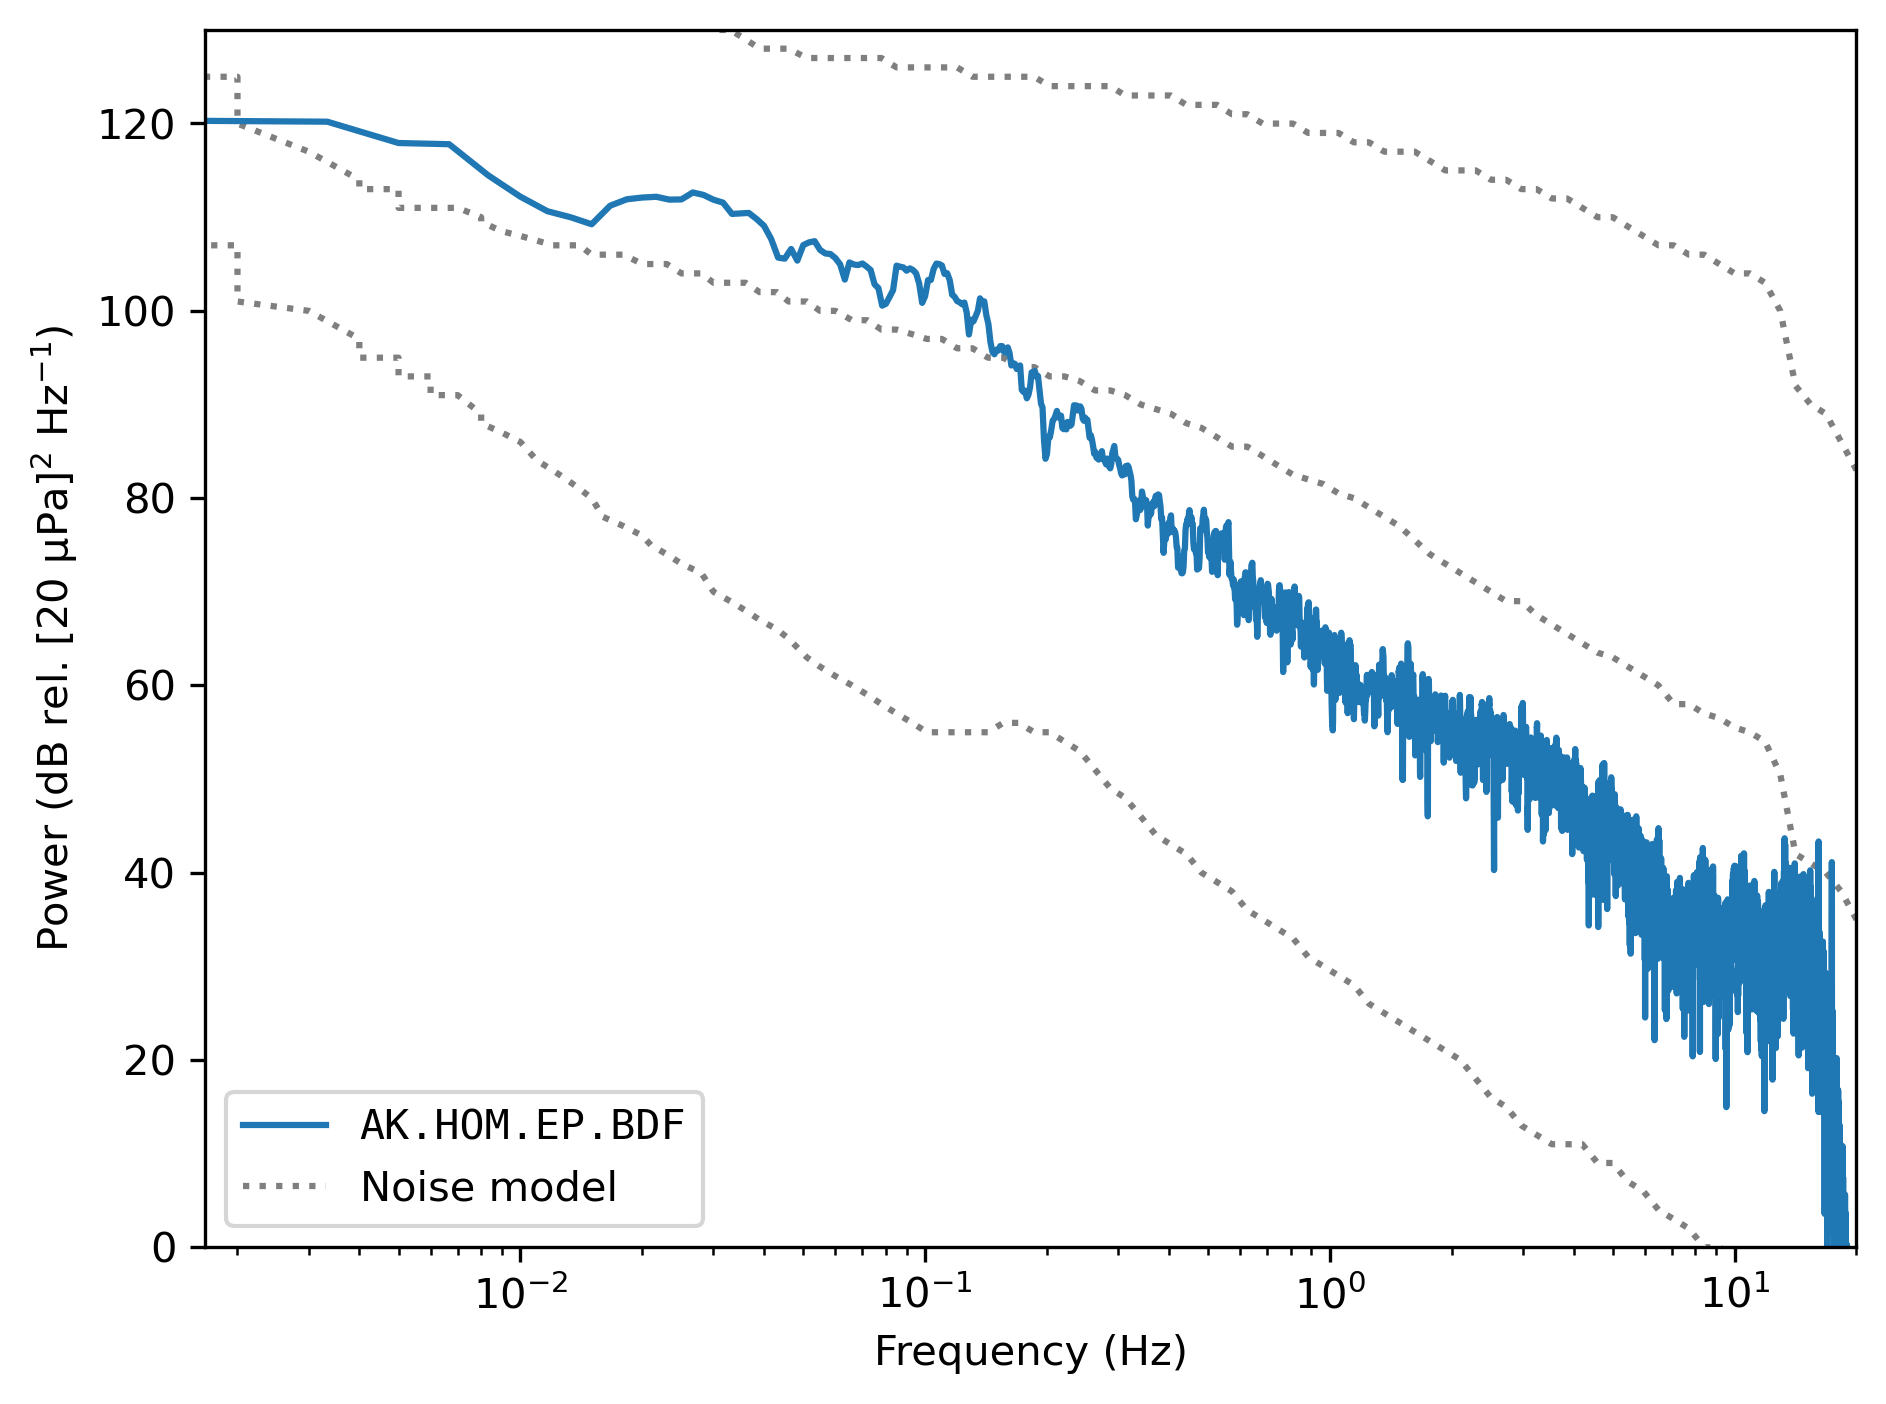 Power (dB rel. [20 μPa]² Hz⁻¹)
120
100
80
60
40
20
0
AK.HOM.EP.BDF
Noise model
10⁻²
10⁻¹
10⁰
10¹
Frequency (Hz)